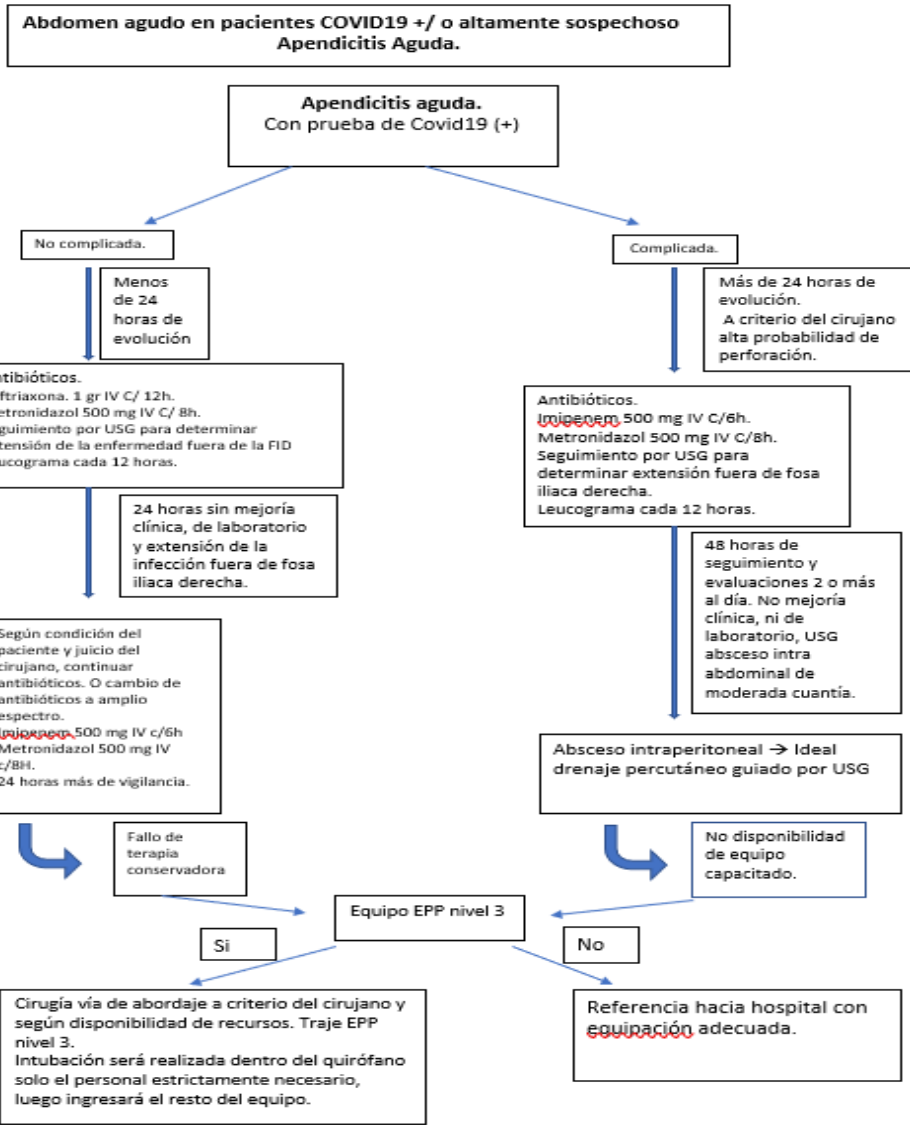 Abdomen agudo en pacientes COVID19 +/ o altamente sospechoso
Apendicitis Aguda.
Apendicitis aguda.
Con prueba de Covid19 (+)
No complicada.
Complicada.
Menos
de 24
horas de
evolución
Más de 24 horas de
evolución.
A criterio del cirujano
alta probabilidad de
perforación.
ntibióticos.
ftriaxona. 1 gr IV C/ 12h.
etronidazol 500 mg IV C/ 8h.
guimiento por USG para determinar
tensión de la enfermedad fuera de la FID
ucograma cada 12 horas.
Antibióticos.
Imipenem 500 mg IV C/6h.
Metronidazol 500 mg IV C/8h.
Seguimiento por USG para
determinar extensión fuera de fosa
iliaca derecha.
Leucograma cada 12 horas.
24 horas sin mejoría
clínica, de laboratorio
y extensión de la
infección fuera de fosa
iliaca derecha.
48 horas de
seguimiento y
evaluaciones 2 o más
al día. No mejoría
clínica, ni de
laboratorio, USG
absceso intra
abdominal de
moderada cuantía.
Según condición del
paciente y juicio del
cirujano, continuar
antibióticos. O cambio de
antibióticos a amplio
espectro.
Imipenem 500 mg IV c/6h
Metronidazol 500 mg IV
c/8H.
24 horas más de vigilancia.
Absceso intraperitoneal → Ideal
drenaje percutáneo guiado por USG
Fallo de
terapia
conservadora
No disponibilidad
de equipo
capacitado.
Equipo EPP nivel 3
Si
No
Cirugía vía de abordaje a criterio del cirujano y
según disponibilidad de recursos. Traje EPP
nivel 3.
Intubación será realizada dentro del quirófano
solo el personal estrictamente necesario,
luego ingresará el resto del equipo.
Referencia hacia hospital con
equipación adecuada.